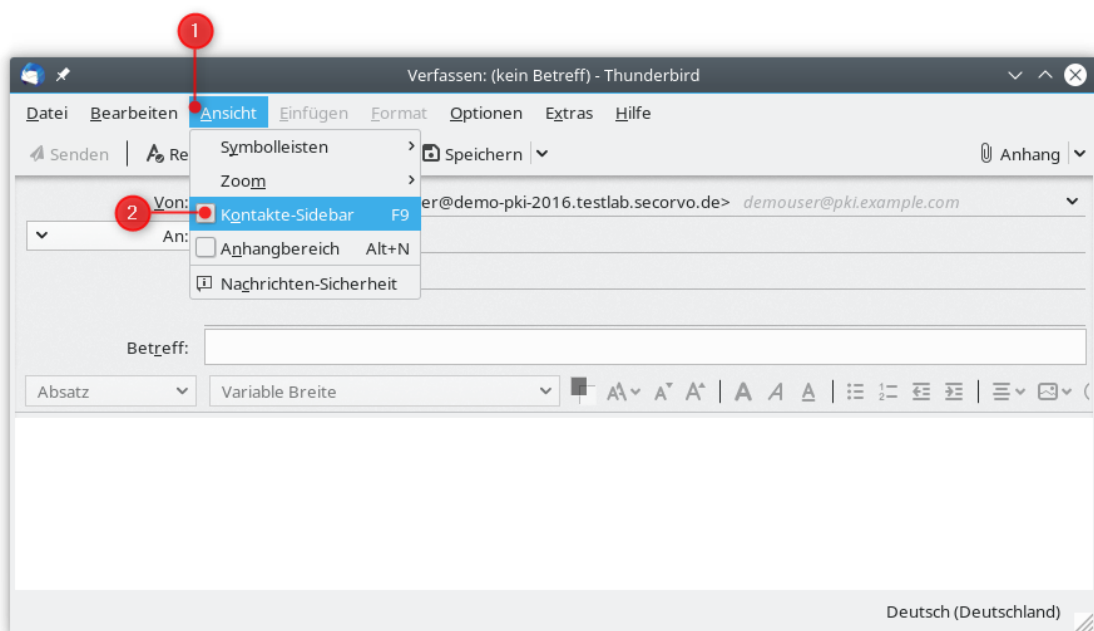 1
Verfassen: (kein Betreff) - Thunderbird
Datei Bearbeiten Ansicht Einfügen Format Optionen Extras Hilfe
Senden Re Speichern Anhang
Symbolleisten
Zoom
2 Von: er@demo-pki-2016.testlab.secorvo.de> demouser@pki.example.com
Kontakte-Sidebar F9
An:
Anhangbereich Alt+N
Nachrichten-Sicherheit
Betreff:
Absatz Variable Breite
Deutsch (Deutschland)